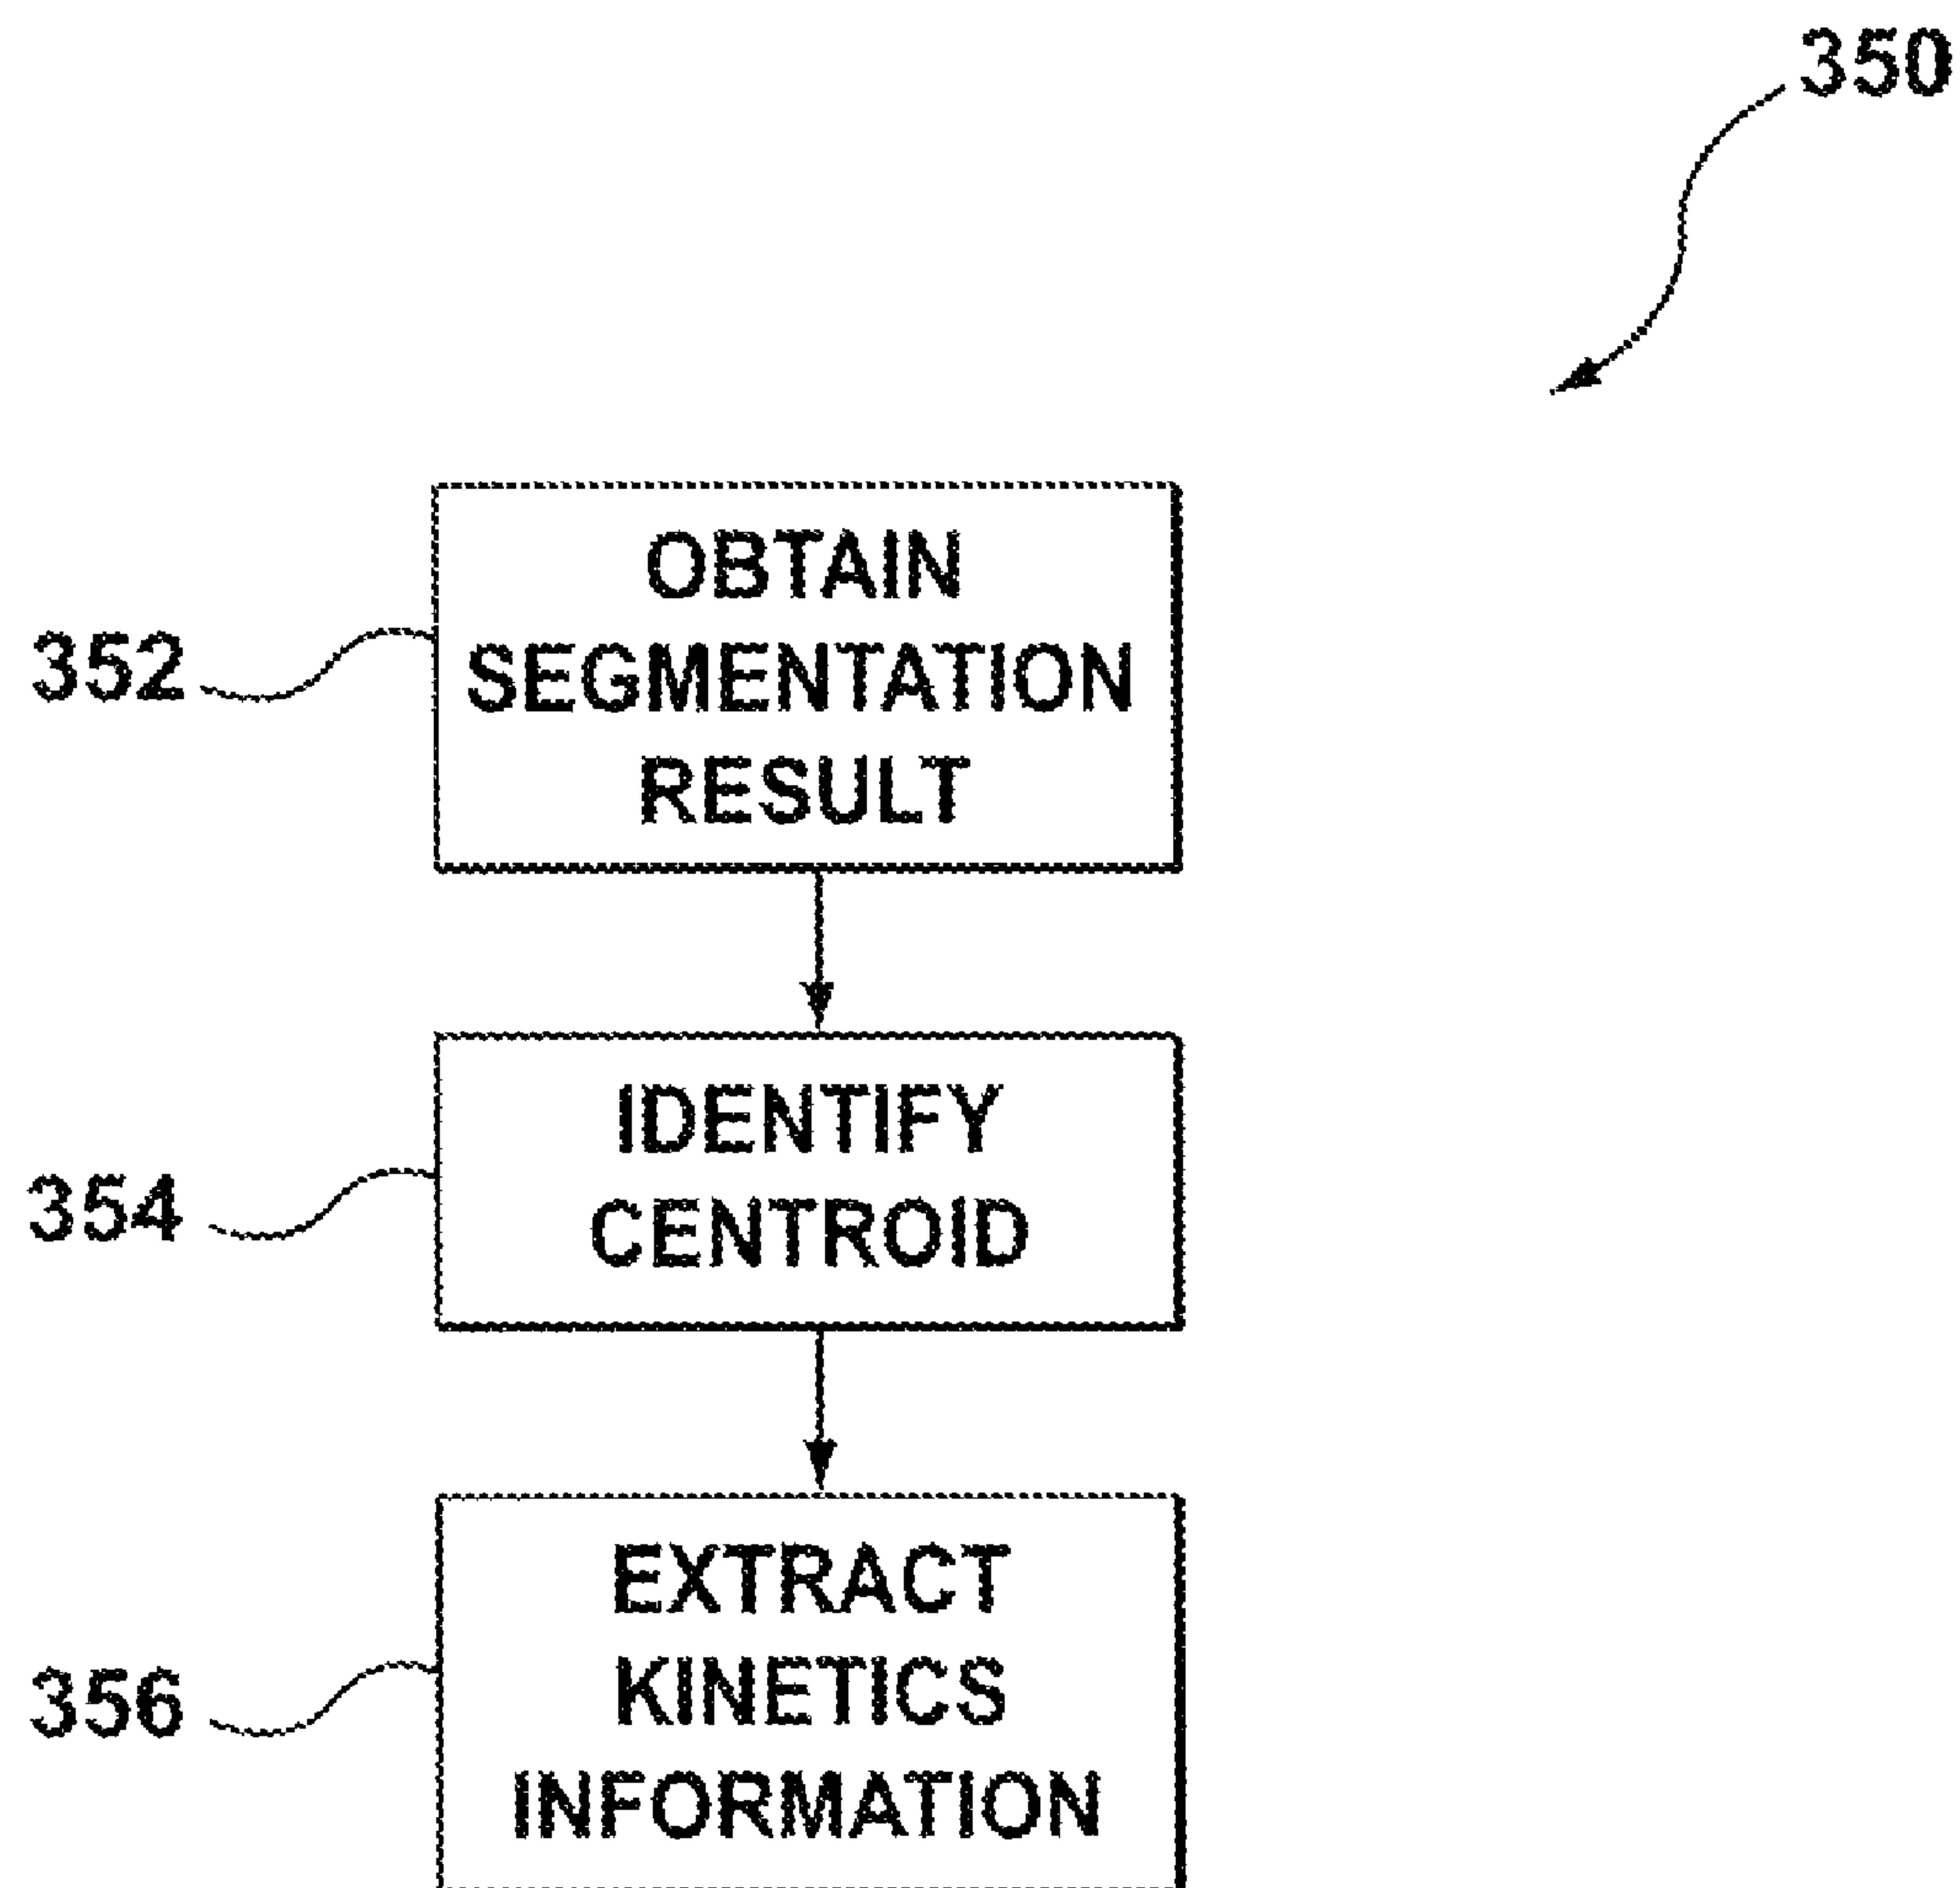 350
OBTAIN
SEGMENTATION
RESULT
352
IDENTIFY
CENTROID
354
EXTRACT
KINETICS
INFORMATION
356